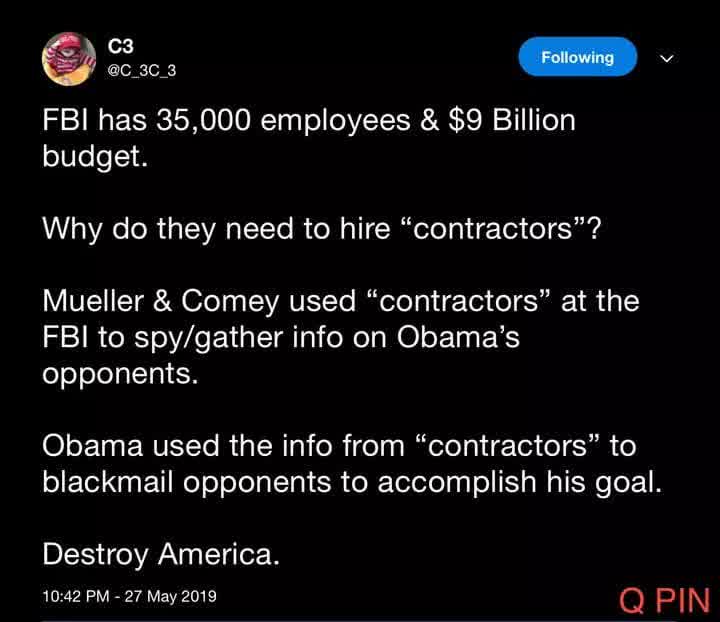 C3
@C_3C_3
Following
FBI has 35,000 employees & $9 Billion
budget.
Why do they need to hire “contractors”?
Mueller & Comey used “contractors” at the
FBI to spy/gather info on Obama’s
opponents.
Obama used the info from “contractors” to
blackmail opponents to accomplish his goal.
Destroy America.
10:42 PM - 27 May 2019
Q PIN